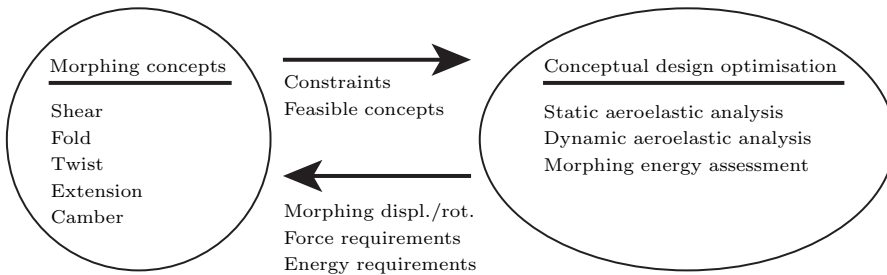 Morphing concepts
Shear
Fold
Twist
Extension
Camber
Constraints
Feasible concepts
Morphing displ./rot.
Force requirements
Energy requirements
Conceptual design optimisation
Static aeroelastic analysis
Dynamic aeroelastic analysis
Morphing energy assessment